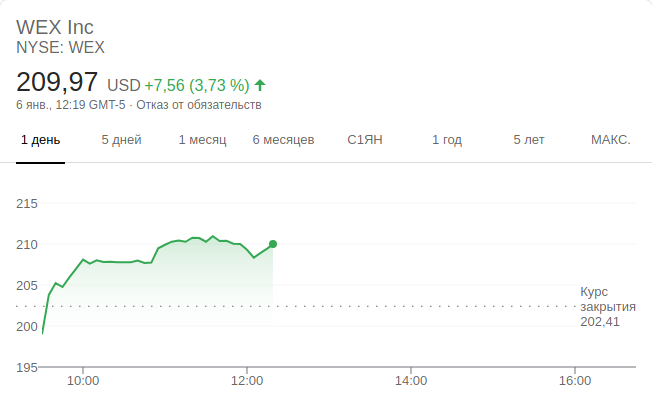 WEX Inc
NYSE: WEX
209,97 USD +7,56 (3,73 %)
6 янв., 12:19 GMT-5 · Отказ от обязательств
1 день 5 дней 1 месяц 6 месяцев С1ЯН 1 год 5 лет МАКС.
215
210
205
Курс
закрытия
202,41
200
195
10:00 12:00 14:00 16:00